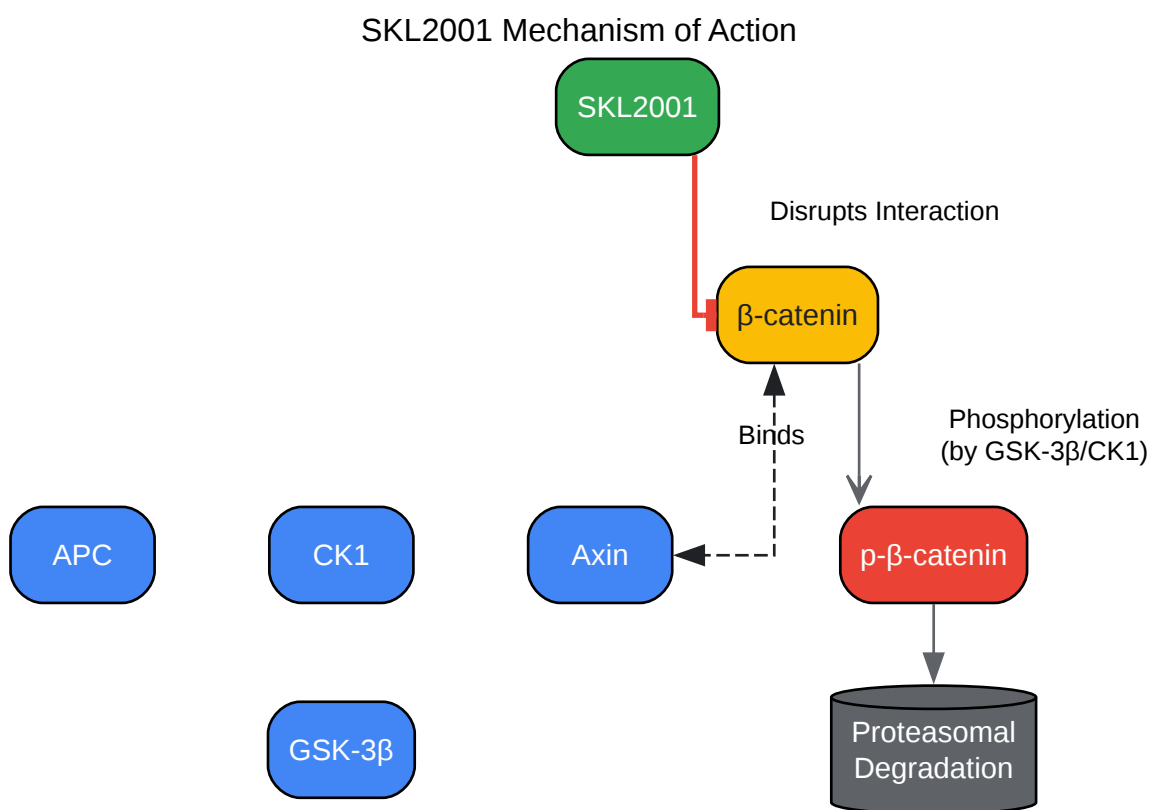 SKL2001 Mechanism of Action
SKL2001
Disrupts Interaction
β-catenin
Binds
Phosphorylation
(by GSK-3β/CK1)
APC
CK1
Axin
p-β-catenin
GSK-3β
Proteasomal
Degradation